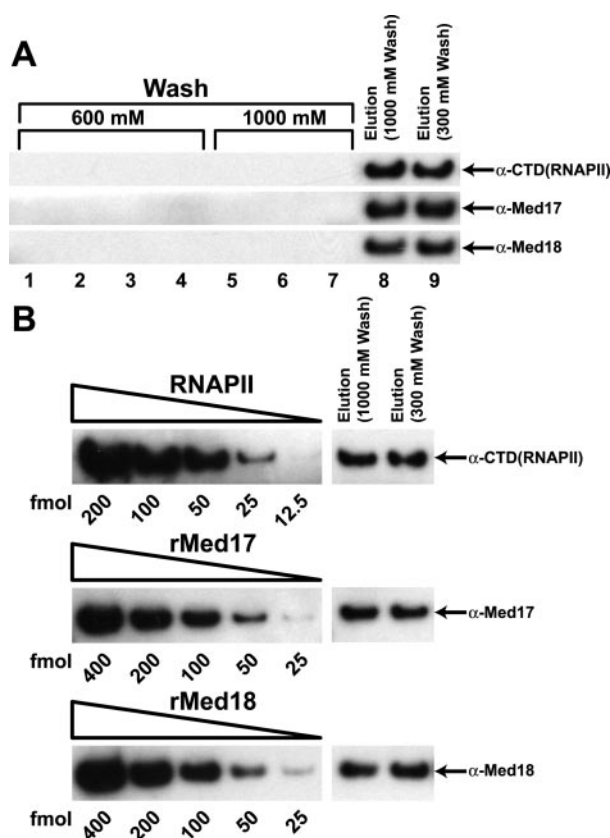 A
Wash
600 mM 1000 mM
Elution (1000 mM Wash)
Elution (300 mM Wash)
α-CTD(RNAPII)
α-Med17
α-Med18
1 2 3 4 5 6 7 8 9
B
RNAPII
Elution (1000 mM Wash)
Elution (300 mM Wash)
α-CTD(RNAPII)
fmol 200 100 50 25 12.5
rMed17
α-Med17
fmol 400 200 100 50 25
rMed18
α-Med18
fmol 400 200 100 50 25